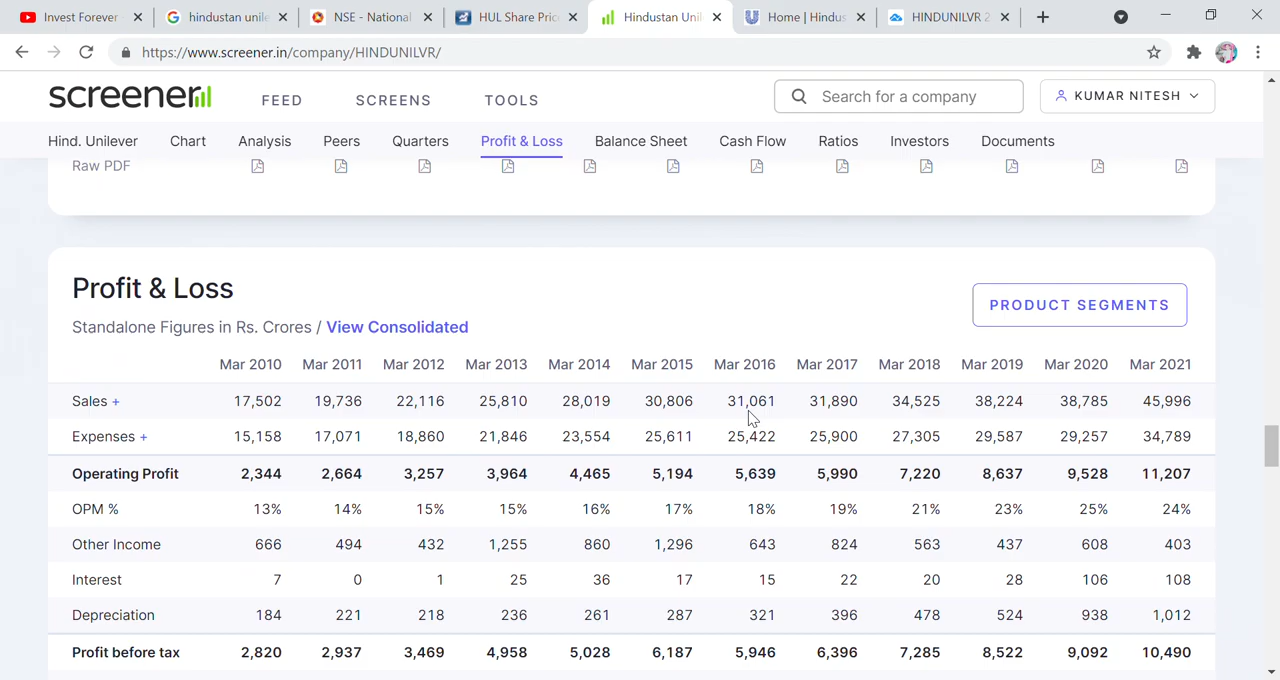 Invest Forever
hindustan unile
NSE - National
HUL Share Pric
Hindustan Unil
Home | Hindus
HINDUNILVR 2
https://www.screener.in/company/HINDUNILVR/
screener
FEED
SCREENS
TOOLS
Search for a company
KUMAR NITESH
Hind. Unilever
Chart
Analysis
Peers
Quarters
Profit & Loss
Balance Sheet
Cash Flow
Ratios
Investors
Documents
Raw PDF
Profit & Loss
PRODUCT SEGMENTS
Standalone Figures in Rs. Crores / View Consolidated
Mar 2010 Mar 2011 Mar 2012 Mar 2013 Mar 2014 Mar 2015 Mar 2016 Mar 2017 Mar 2018 Mar 2019 Mar 2020 Mar 2021
Sales + 17,502 19,736 22,116 25,810 28,019 30,806 31,061 31,890 34,525 38,224 38,785 45,996
Expenses + 15,158 17,071 18,860 21,846 23,554 25,611 25,422 25,900 27,305 29,587 29,257 34,789
Operating Profit 2,344 2,664 3,257 3,964 4,465 5,194 5,639 5,990 7,220 8,637 9,528 11,207
OPM % 13% 14% 15% 15% 16% 17% 18% 19% 21% 23% 25% 24%
Other Income 666 494 432 1,255 860 1,296 643 824 563 437 608 403
Interest 7 0 1 25 36 17 15 22 20 28 106 108
Depreciation 184 221 218 236 261 287 321 396 478 524 938 1,012
Profit before tax 2,820 2,937 3,469 4,958 5,028 6,187 5,946 6,396 7,285 8,522 9,092 10,490